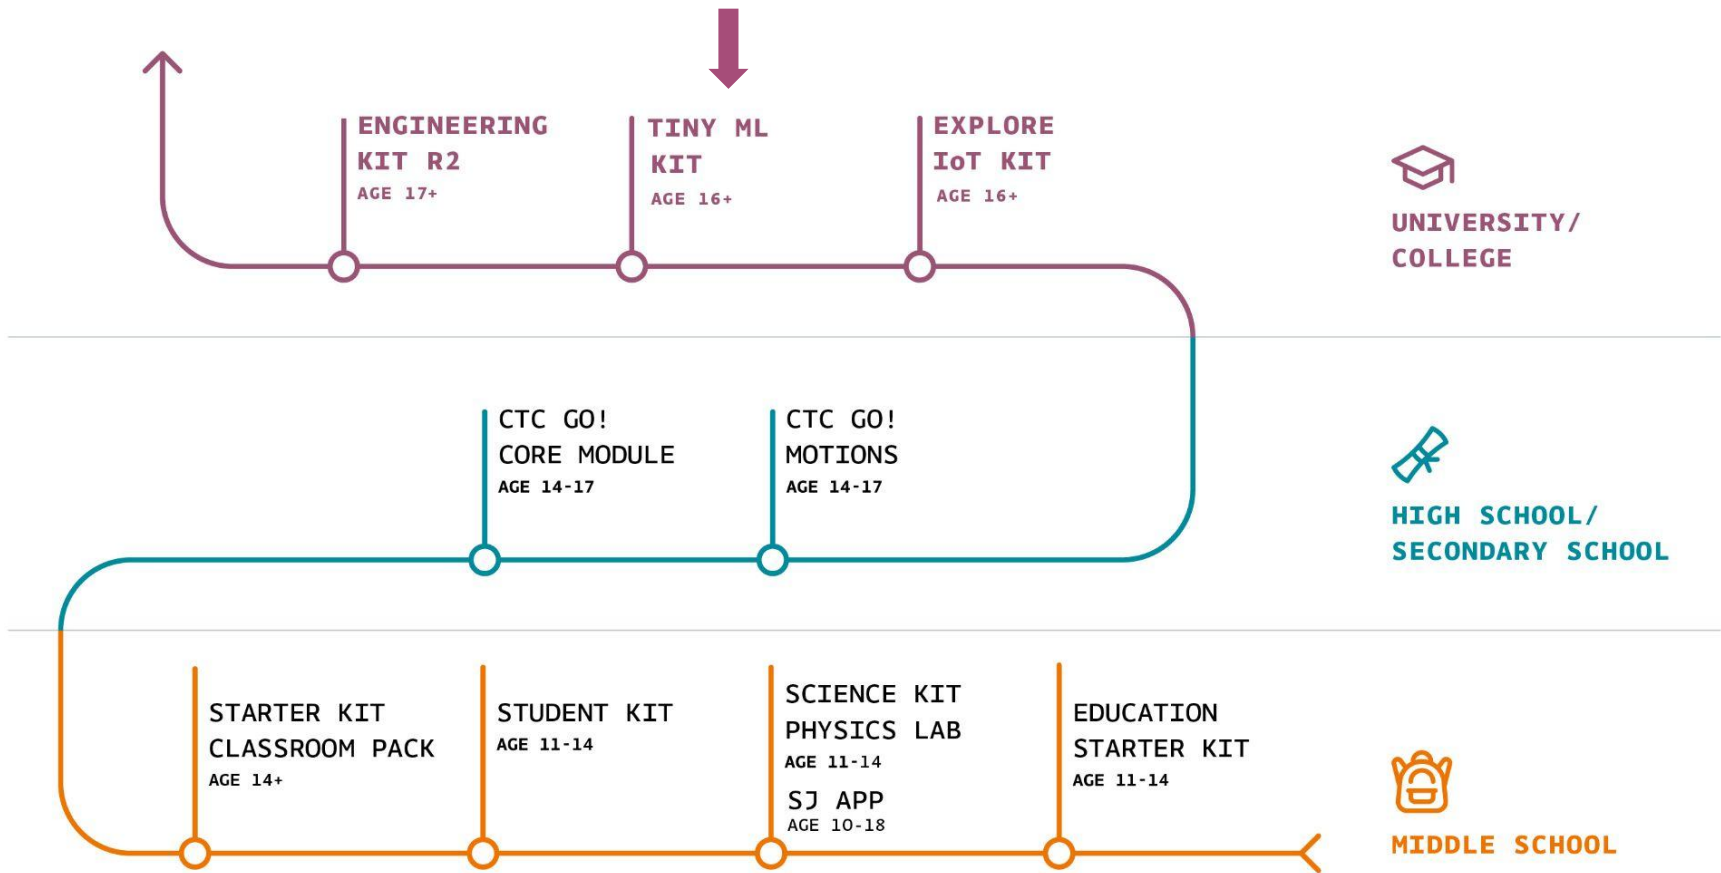 ENGINEERING
KIT R2
AGE 17+
TINY ML
KIT
AGE 16+
EXPLORE
IoT KIT
AGE 16+
UNIVERSITY/
COLLEGE
CTC GO!
CORE MODULE
AGE 14-17
CTC GO!
MOTIONS
AGE 14-17
HIGH SCHOOL/
SECONDARY SCHOOL
STARTER KIT
CLASSROOM PACK
AGE 14+
STUDENT KIT
AGE 11-14
SCIENCE KIT
PHYSICS LAB
AGE 11-14
SJ APP
AGE 10-18
EDUCATION
STARTER KIT
AGE 11-14
MIDDLE SCHOOL